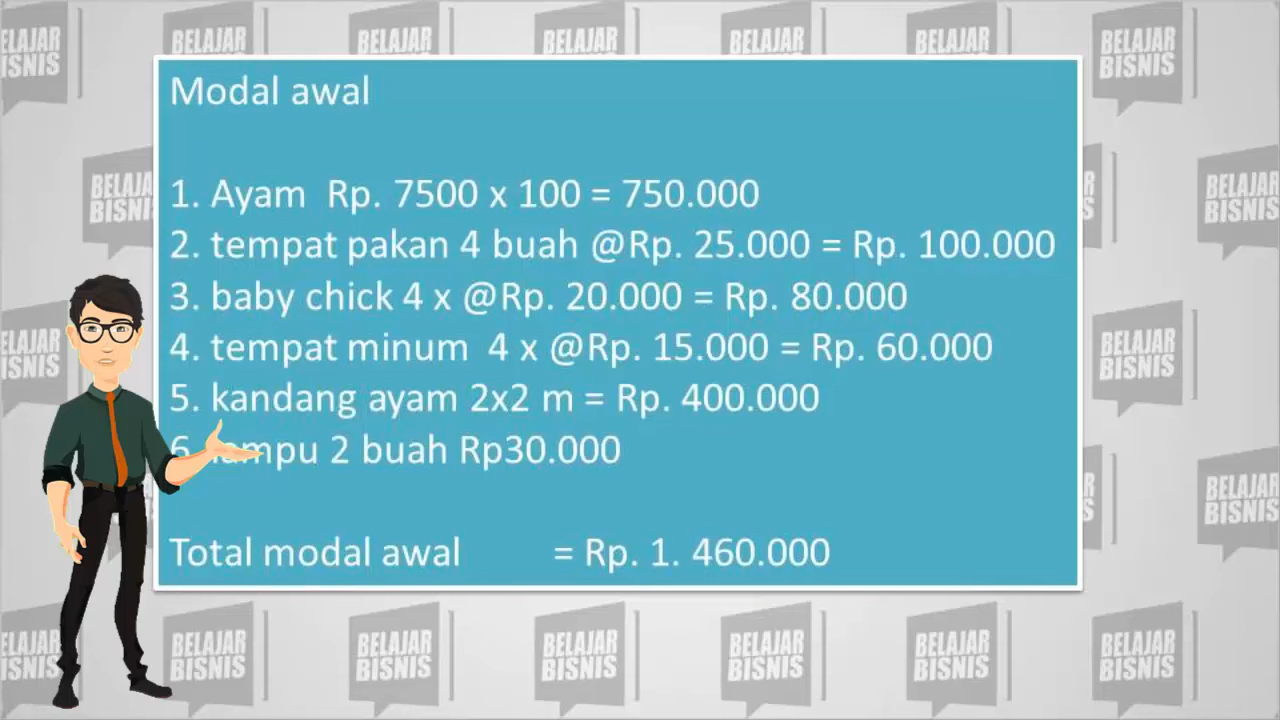 Modal awal
1. Ayam  Rp. 7500 x 100 = 750.000
2. tempat pakan 4 buah @Rp. 25.000 = Rp. 100.000
3. baby chick 4 x @Rp. 20.000 = Rp. 80.000
4. tempat minum  4 x @Rp. 15.000 = Rp. 60.000
5. kandang ayam 2x2 m = Rp. 400.000
6. lampu 2 buah Rp30.000
Total modal awal = Rp. 1. 460.000
BELAJAR
BISNIS